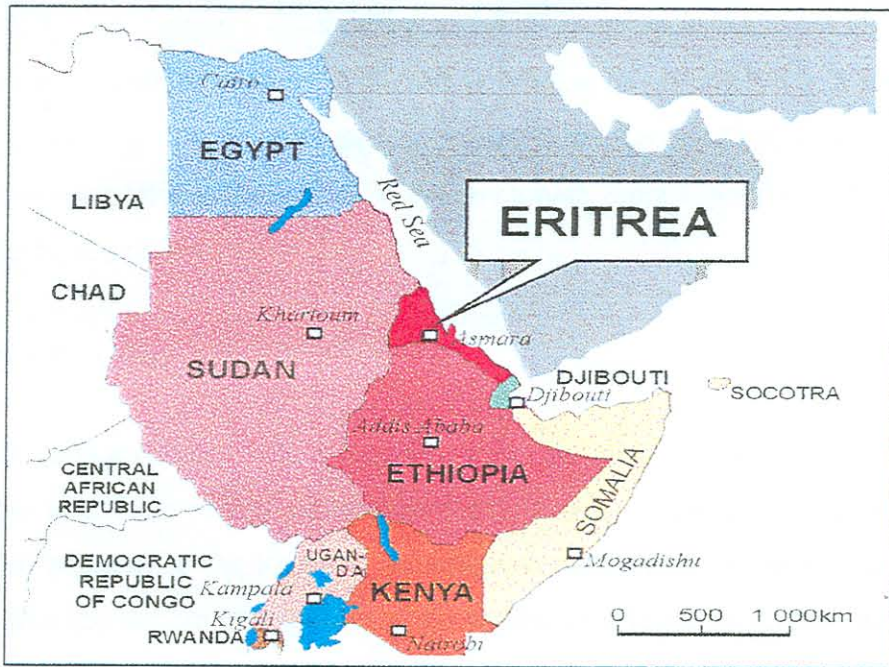 Cairo
EGYPT
LIBYA
Red Sea
ERITREA
CHAD
Khartoum
Asmara
SUDAN
DJIBOUTI
Djibouti
SOCOTRA
Addis Ababa
ETHIOPIA
CENTRAL
AFRICAN
REPUBLIC
SOMALIA
UGAN-
DA
DEMOCRATIC
REPUBLIC
OF CONGO
Mogadishu
Kampala
KENYA
Kigali
RWANDA
Nairobi
0 500 1 000km